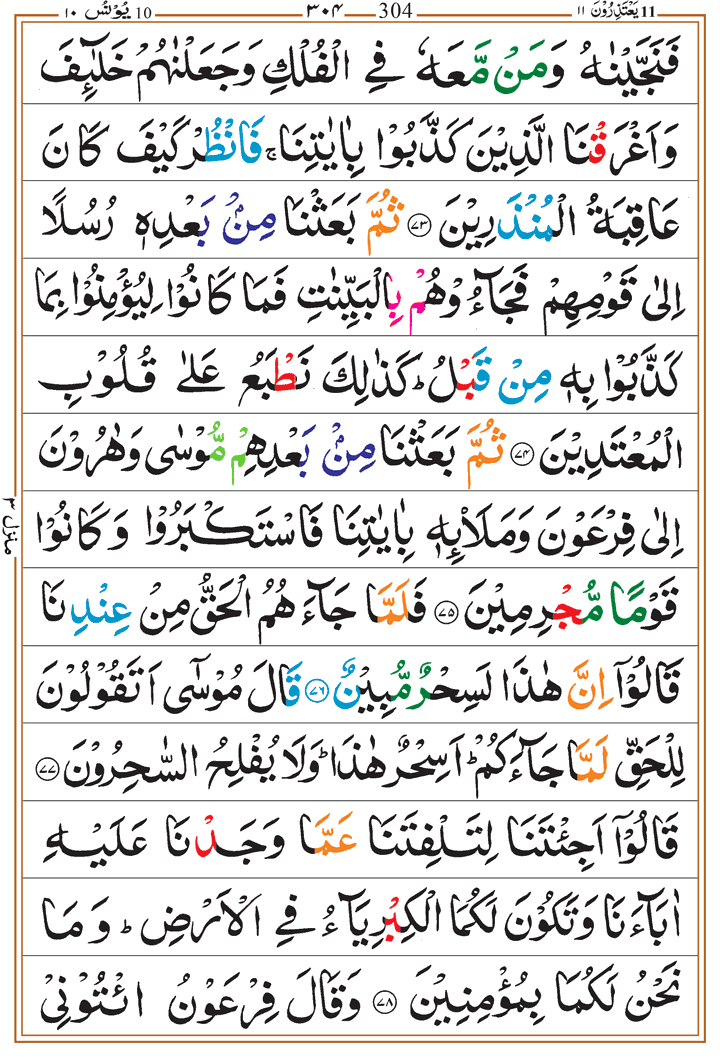 يَعْتَذِرُوْنَ ١١ 11 304 ٣٠٤ يُوْنُسُ ١٠ 10
فَنَجَّيْنٰهُ وَمَنْ مَّعَهٗ فِي الْفُلْكِ وَجَعَلْنٰهُمْ خَلٰٓئِفَ
وَاَغْرَقْنَا الَّذِيْنَ كَذَّبُوْا بِاٰيٰتِنَاۚ فَانْظُرْ كَيْفَ كَانَ
عَاقِبَةُ الْمُنْذَرِيْنَ ﴿٧٣﴾ ثُمَّ بَعَثْنَا مِنْۢ بَعْدِهٖ رُسُلًا
اِلٰى قَوْمِهِمْ فَجَآءُوْهُمْ بِالْبَيِّنٰتِ فَمَا كَانُوْا لِيُؤْمِنُوْا بِمَا
كَذَّبُوْا بِهٖ مِنْ قَبْلُؕ كَذٰلِكَ نَطْبَعُ عَلٰى قُلُوْبِ
الْمُعْتَدِيْنَ ﴿٧٤﴾ ثُمَّ بَعَثْنَا مِنْۢ بَعْدِهِمْ مُّوْسٰى وَهٰرُوْنَ
اِلٰى فِرْعَوْنَ وَمَلَا۟ئِهٖ بِاٰيٰتِنَا فَاسْتَكْبَرُوْا وَكَانُوْا
قَوْمًا مُّجْرِمِيْنَ ﴿٧٥﴾ فَلَمَّا جَآءَهُمُ الْحَقُّ مِنْ عِنْدِنَا
قَالُوْۤا اِنَّ هٰذَا لَسِحْرٌ مُّبِيْنٌ ﴿٧٦﴾ قَالَ مُوْسٰٓى اَتَقُوْلُوْنَ
لِلْحَقِّ لَمَّا جَآءَكُمْؕ اَسِحْرٌ هٰذَاؕ وَلَا يُفْلِحُ السّٰحِرُوْنَ ﴿٧٧﴾
قَالُوْۤا اَجِئْتَنَا لِتَلْفِتَنَا عَمَّا وَجَدْنَا عَلَيْهِ
اٰبَآءَنَا وَتَكُوْنَ لَكُمَا الْكِبْرِيَآءُ فِي الْاَرْضِؕ وَمَا
نَحْنُ لَكُمَا بِمُؤْمِنِيْنَ ﴿٧٨﴾ وَقَالَ فِرْعَوْنُ ائْتُوْنِيْ
منزل ٣